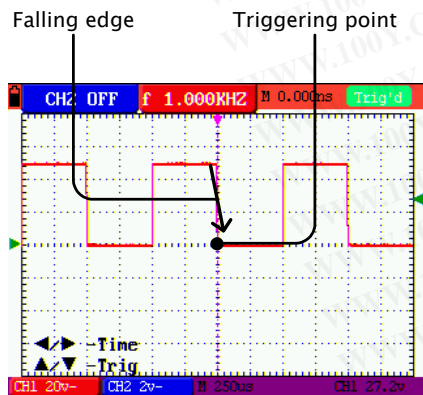 Falling edge Triggering point
CH2 OFF f 1.000KHZ M 0.000ns Trig'd
◀/▶ -Time
▲/▼ -Trig
CH1 20v- CH2 2v- M 250us CH1 27.2v